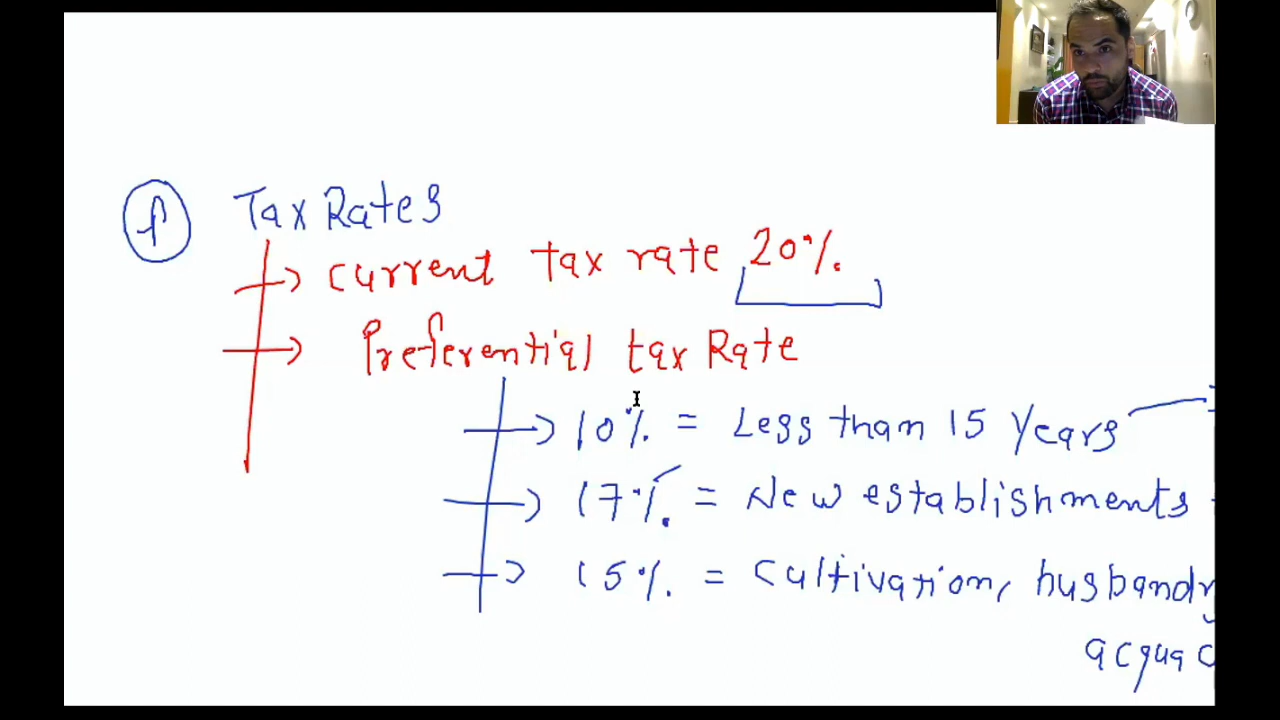 f Tax Rates
current tax rate 20%.
Preferential tax Rate
10% = Less than 15 years
17%. = New establishments
15%. = Cultivation, husbandr
acquac